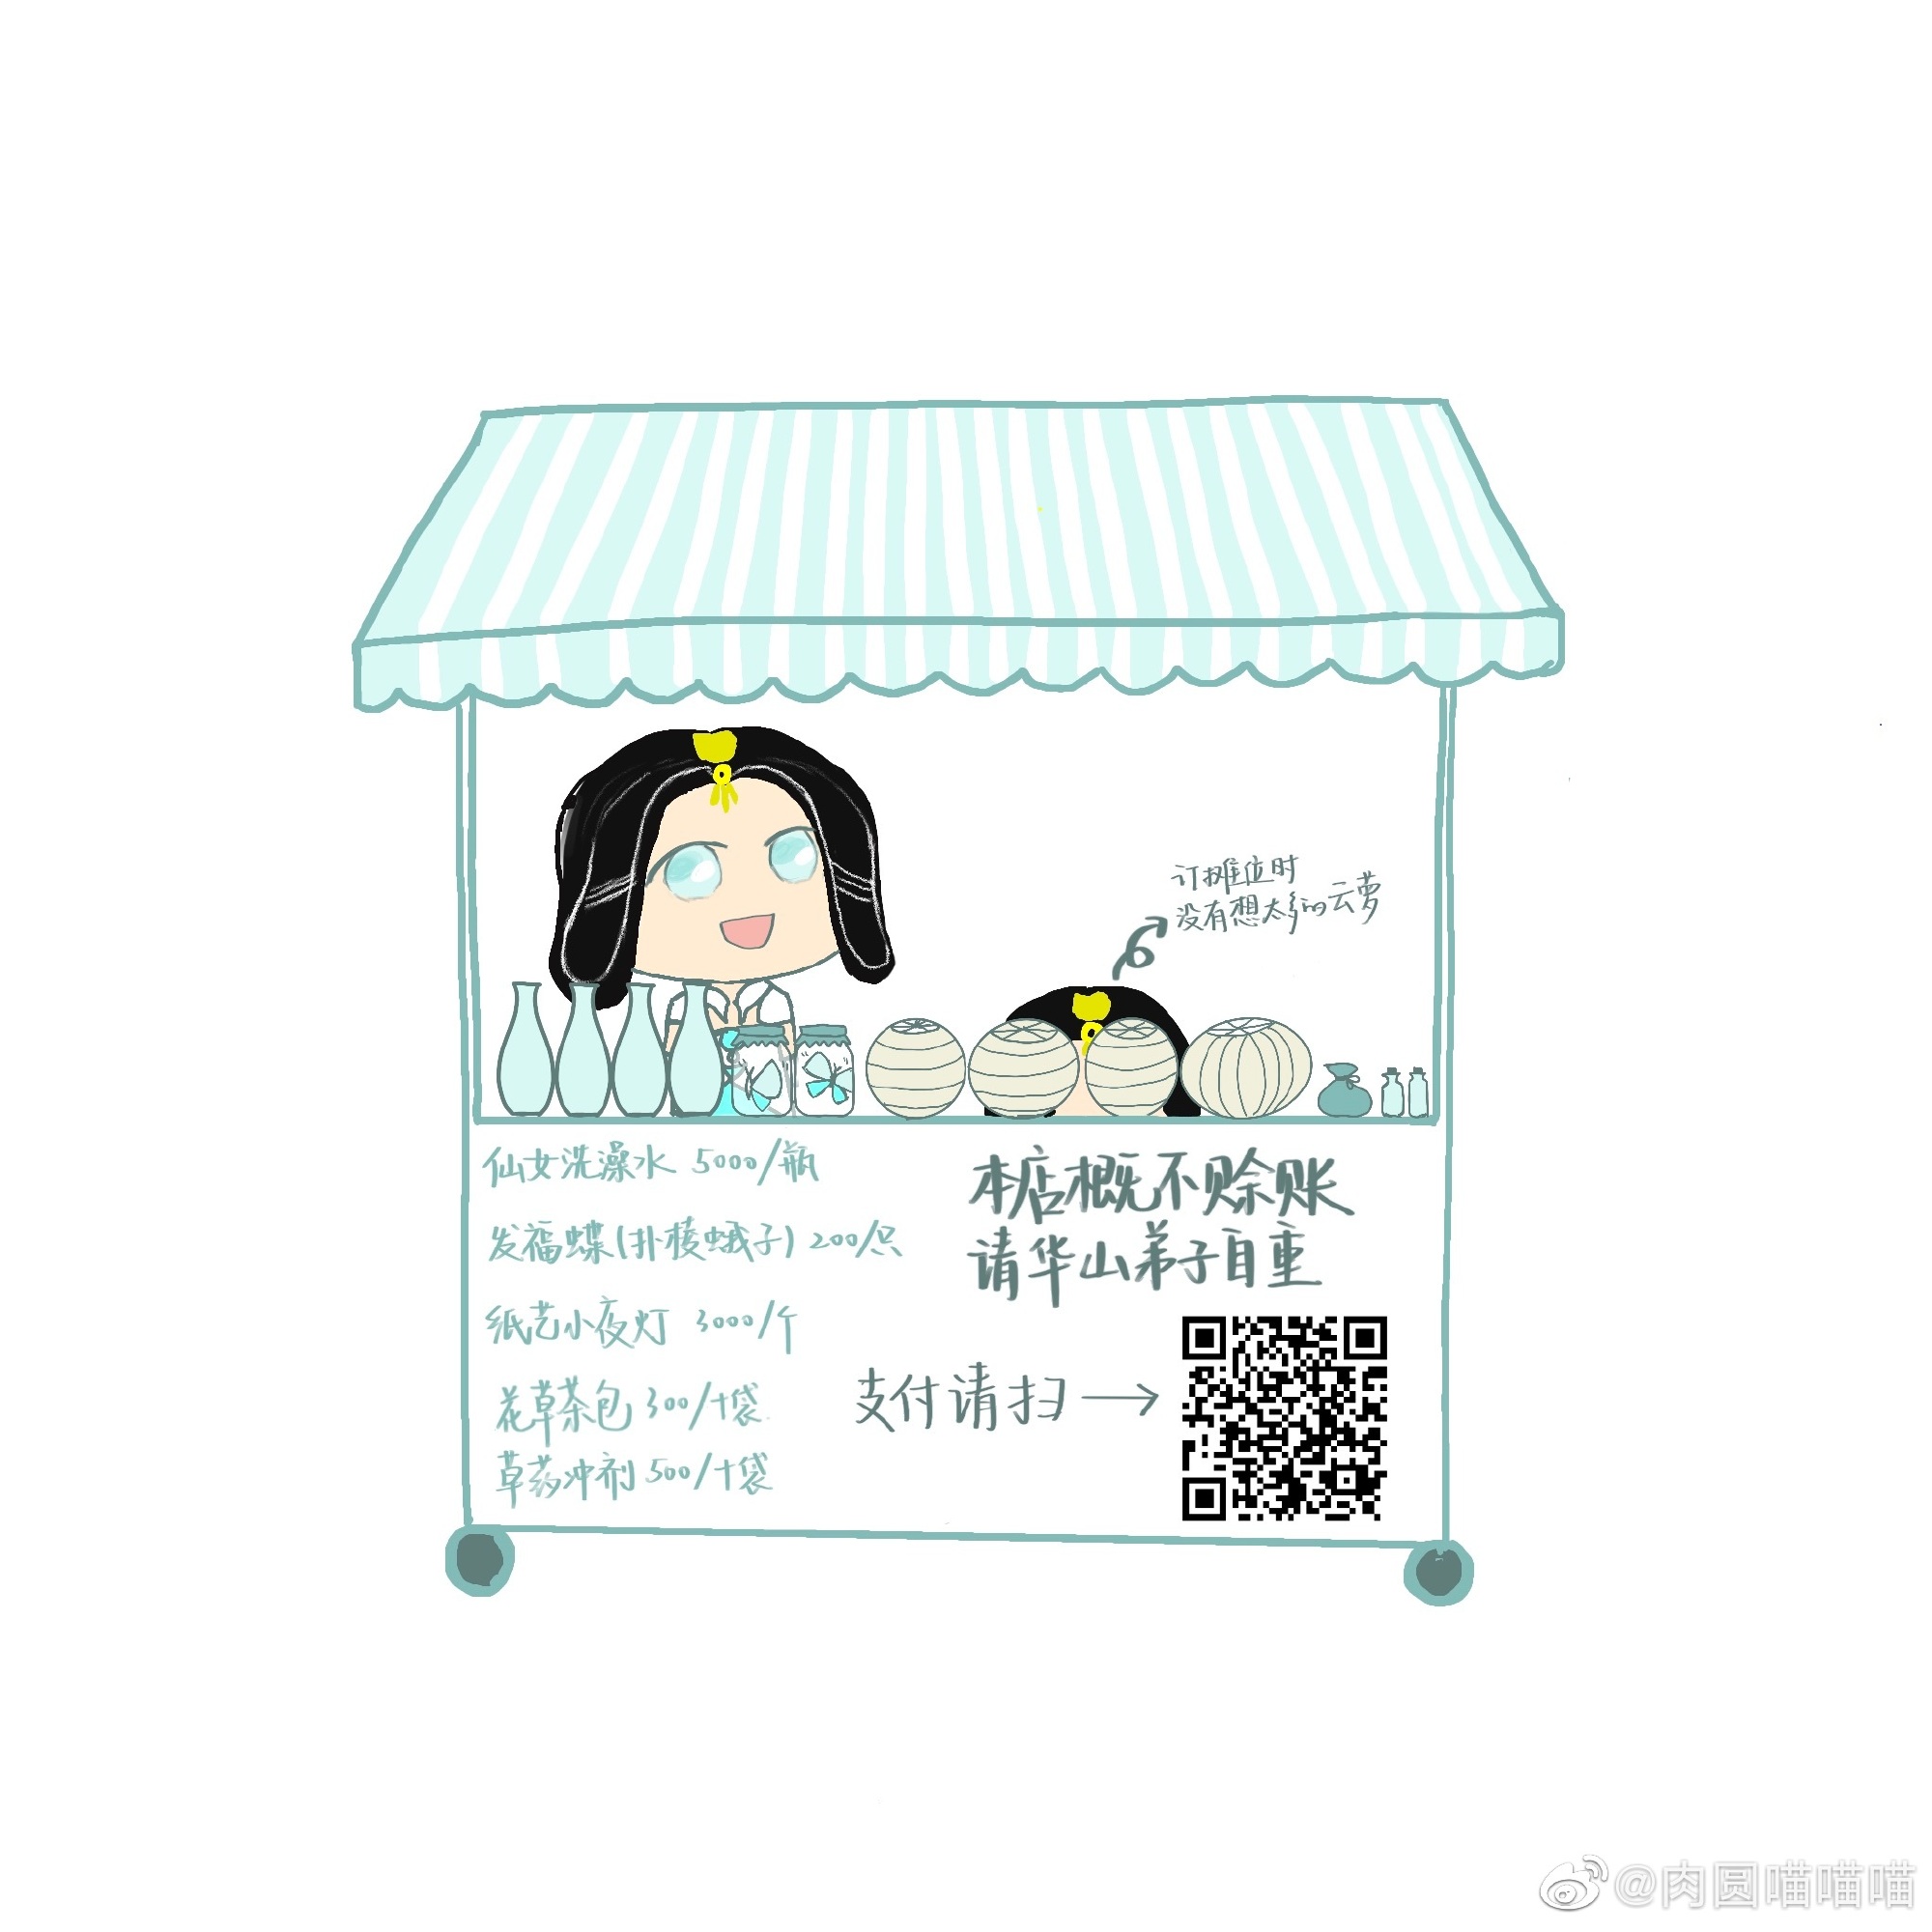 订摊位时
没有想太多的云萝
仙女洗澡水 5000/瓶
发福蝶(扑棱蛾子) 200/只
纸艺小夜灯 3000/个
花草茶包 300/十袋
草药冲剂 500/十袋
本店概不赊账
请华山弟子自重
支付请扫
@肉圆喵喵喵